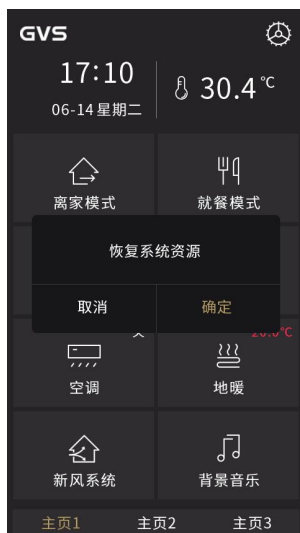 GVS
17:10
06-14 星期二
30.4℃
离家模式
就餐模式
恢复系统资源
取消
确定
空调
地暖
新风系统
背景音乐
主页1
主页2
主页3